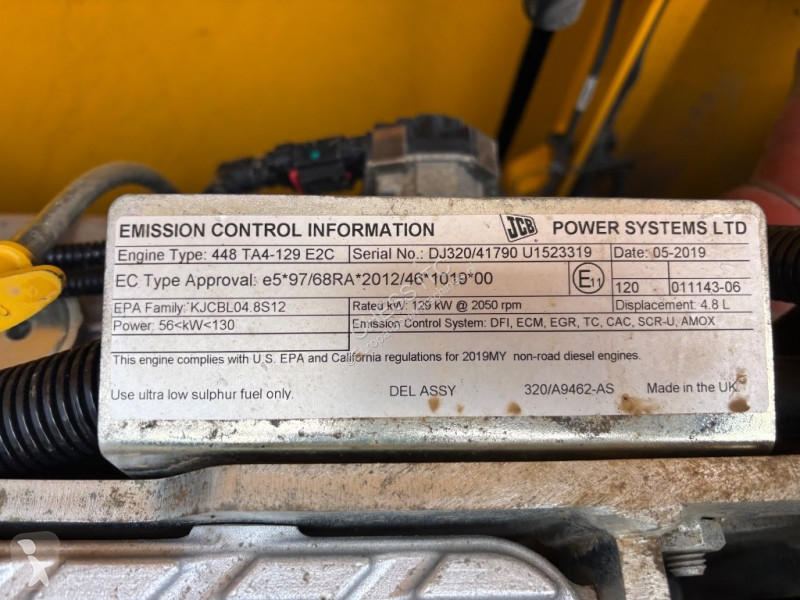 EMISSION CONTROL INFORMATION JCB POWER SYSTEMS LTD
Engine Type: 448 TA4-129 E2C Serial No.: DJ320/41790 U1523319 Date: 05-2019
EC Type Approval: e5*97/68RA*2012/46*1019*00 E11 120 011143-06
EPA Family: KJCBL04.8S12 Rated kW: 129 kW @ 2050 rpm Displacement: 4.8 L
Power: 56<kW<130 Emission Control System: DFI, ECM, EGR, TC, CAC, SCR-U, AMOX
This engine complies with U.S. EPA and California regulations for 2019MY non-road diesel engines.
Use ultra low sulphur fuel only. DEL ASSY 320/A9462-AS Made in the UK